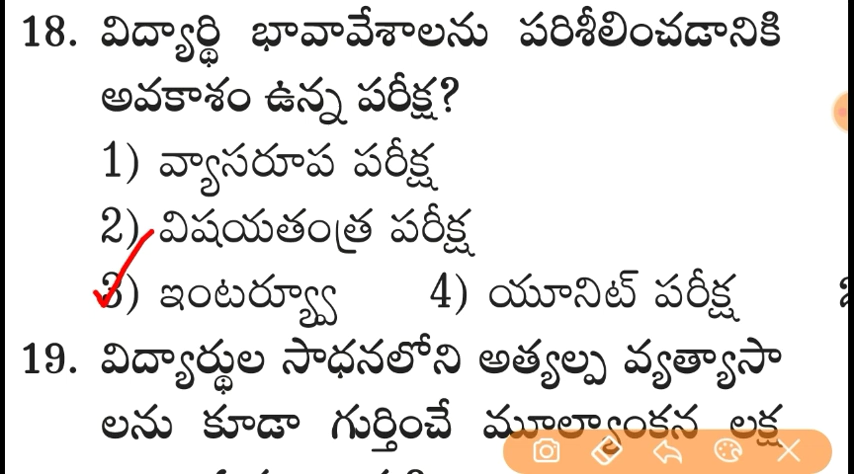 18. విద్యార్థి భావావేశాలను పరిశీలించడానికి
అవకాశం ఉన్న పరీక్ష?
1) వ్యాసరూప పరీక్ష
2) విషయతంత్ర పరీక్ష
3) ఇంటర్వ్యూ 4) యూనిట్ పరీక్ష
19. విద్యార్థుల సాధనలోని అత్యల్ప వ్యత్యాసా
లను కూడా గుర్తించే మూల్యాంకన లక్ష